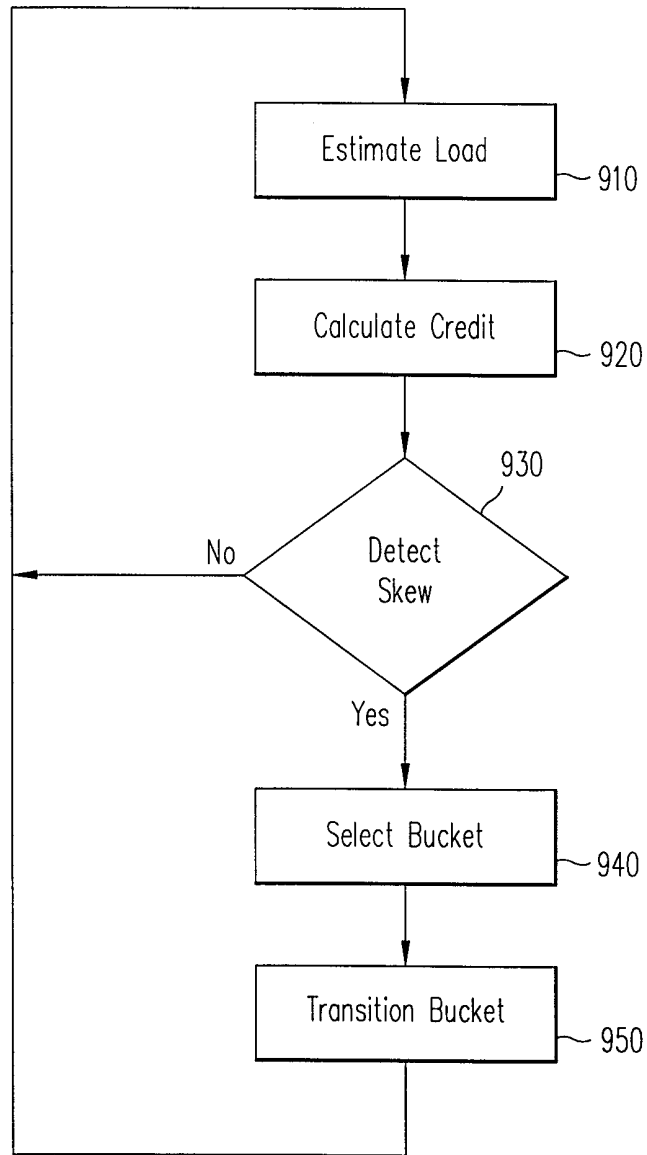 Estimate Load
910
Calculate Credit
920
930
No
Detect
Skew
Yes
Select Bucket
940
Transition Bucket
950